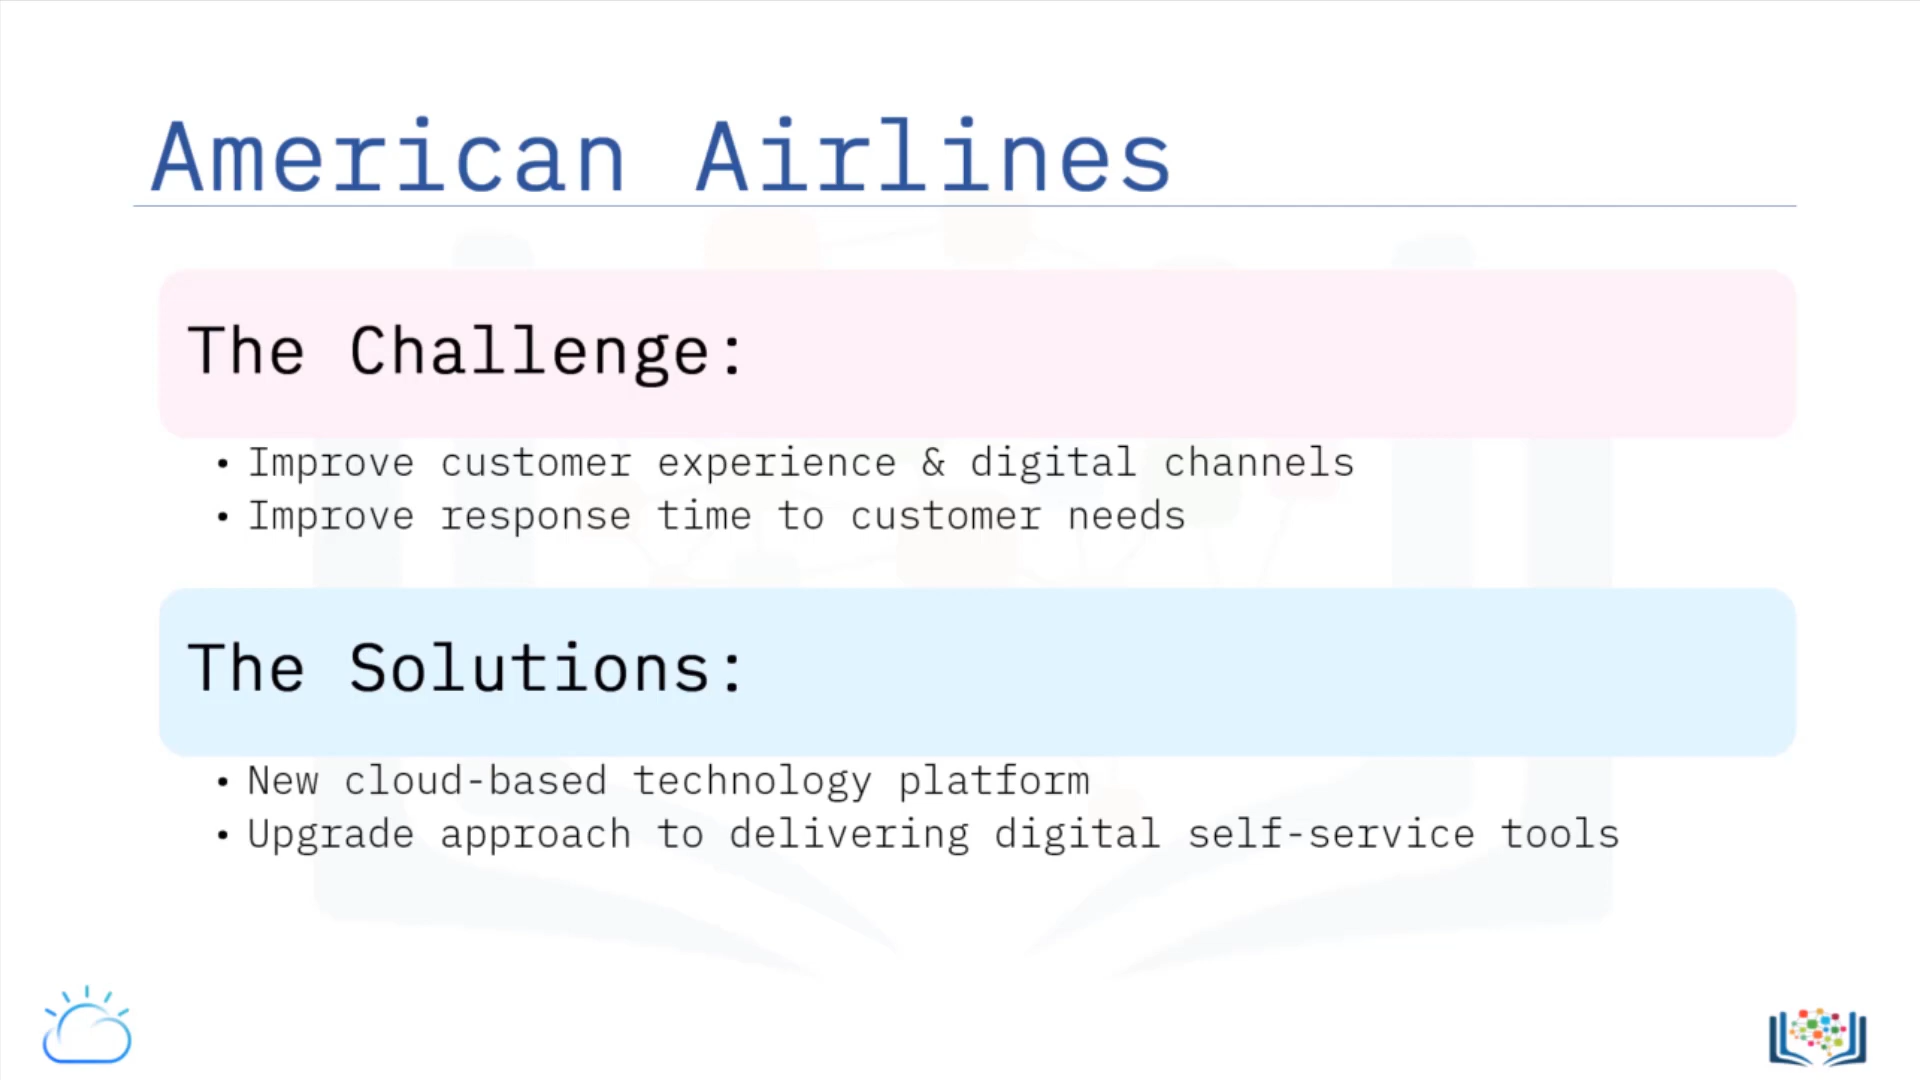 American Airlines
The Challenge:
• Improve customer experience & digital channels
• Improve response time to customer needs
The Solutions:
• New cloud-based technology platform
• Upgrade approach to delivering digital self-service tools